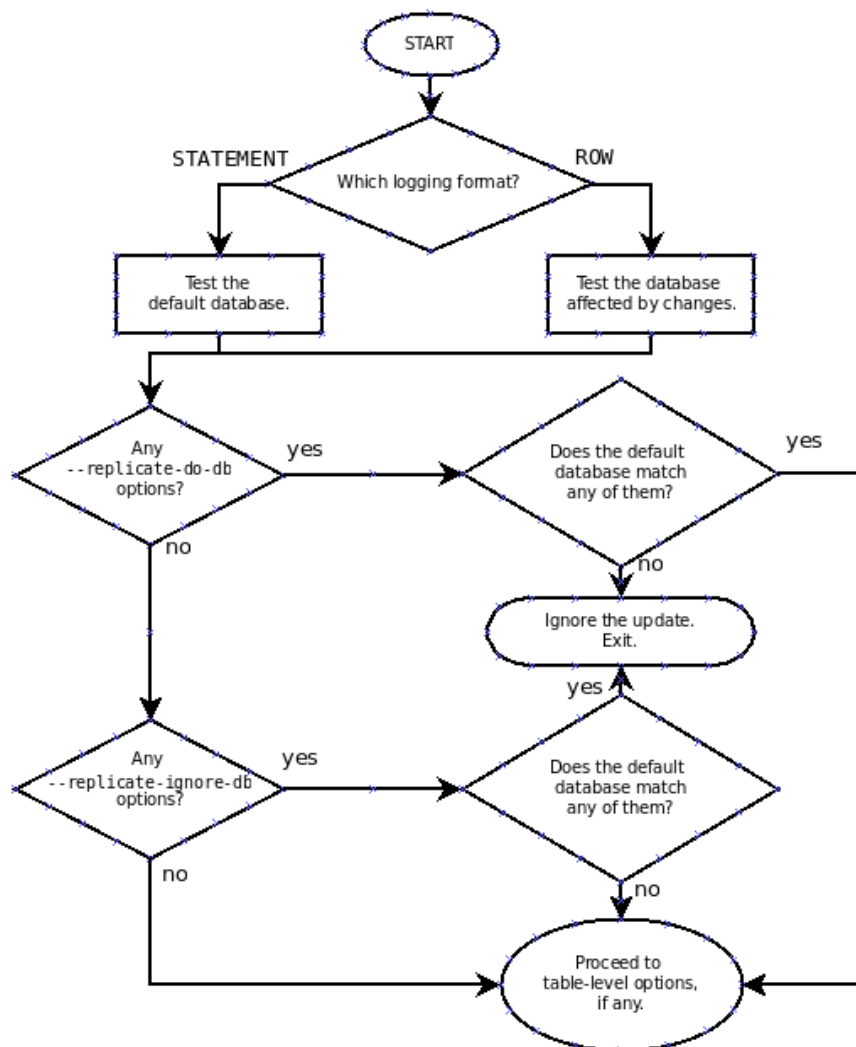 START
STATEMENT
ROW
Which logging format?
Test the
default database.
Test the database
affected by changes.
Any
--replicate-do-db
options?
yes
Does the default
database match
any of them?
yes
no
no
Ignore the update.
Exit.
yes
Any
--replicate-ignore-db
options?
yes
Does the default
database match
any of them?
no
no
Proceed to
table-level options,
if any.